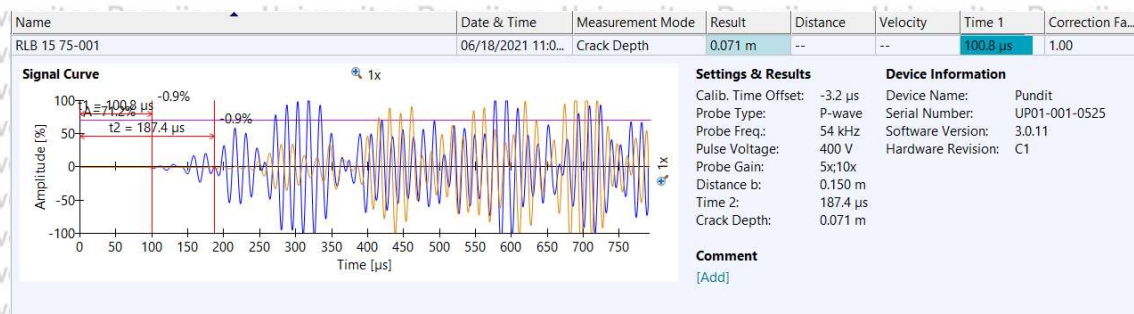 Name Date & Time Measurement Mode Result Distance Velocity Time 1 Correction Fa...
RLB 15 75-001 06/18/2021 11:0... Crack Depth 0.071 m -- -- 100.8 µs 1.00
Signal Curve 1x
t1 = 100.8 µs -0.9%
A=71.2%
t2 = 187.4 µs -0.9%
Amplitude [%]
100
50
0
-50
-100
0 50 100 150 200 250 300 350 400 450 500 550 600 650 700 750
Time [µs]
1x
Settings & Results
Calib. Time Offset: -3.2 µs
Probe Type: P-wave
Probe Freq.: 54 kHz
Pulse Voltage: 400 V
Probe Gain: 5x;10x
Distance b: 0.150 m
Time 2: 187.4 µs
Crack Depth: 0.071 m
Device Information
Device Name: Pundit
Serial Number: UP01-001-0525
Software Version: 3.0.11
Hardware Revision: C1
Comment
[Add]